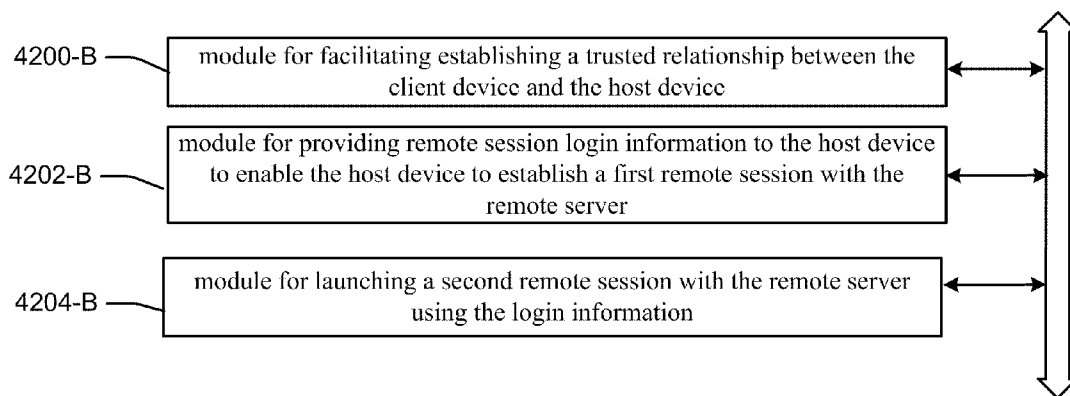 4200-B
module for facilitating establishing a trusted relationship between the
client device and the host device
4202-B
module for providing remote session login information to the host device
to enable the host device to establish a first remote session with the
remote server
4204-B
module for launching a second remote session with the remote server
using the login information